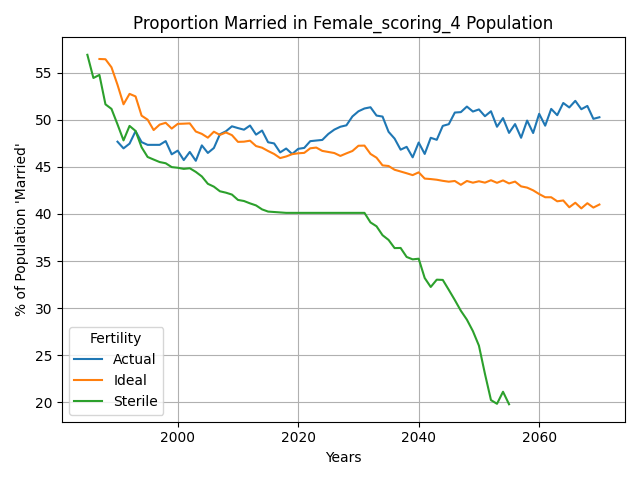 Proportion Married in Female_scoring_4 Population
% of Population 'Married'
55
50
45
40
35
30
25
20
Fertility
Actual
Ideal
Sterile
2000 2020 2040 2060
Years